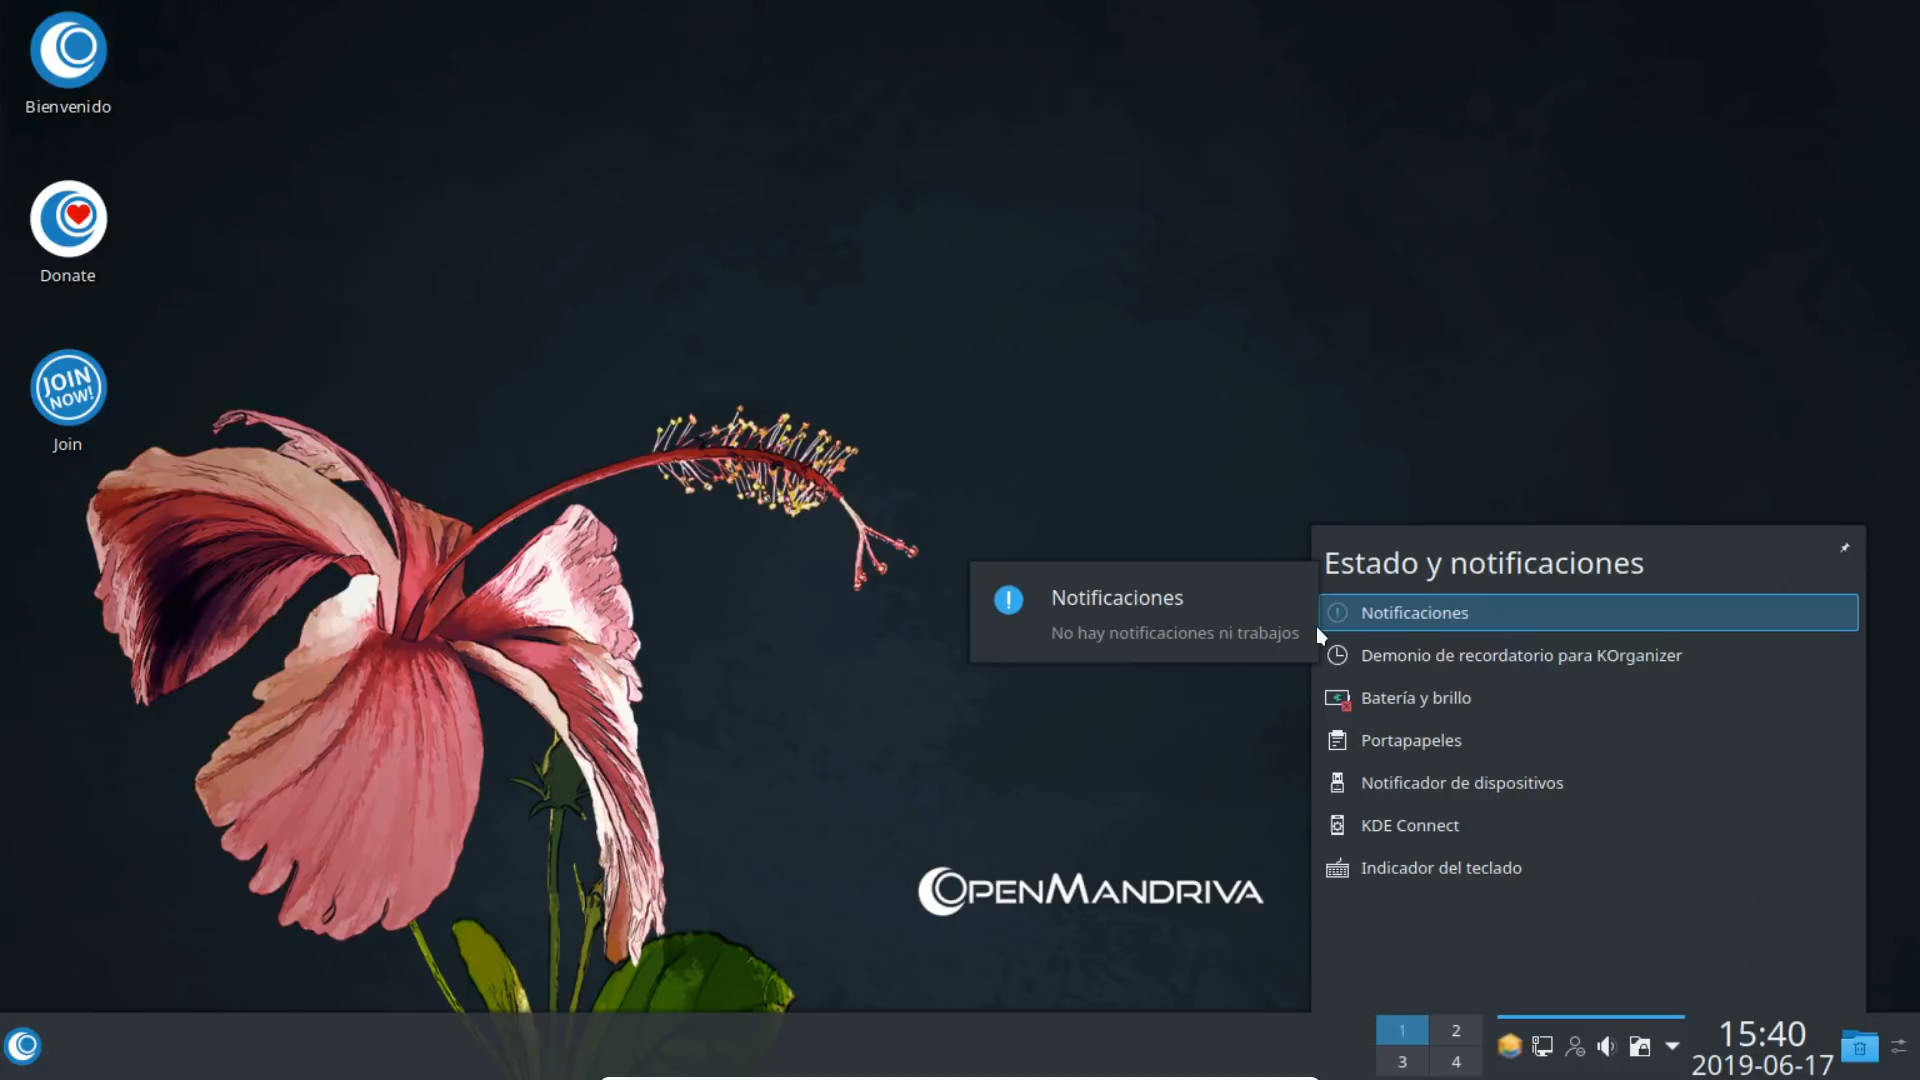 Bienvenido
Donate
JOIN
NOW!
Join
Estado y notificaciones
Notificaciones
No hay notificaciones ni trabajos
Notificaciones
Demonio de recordatorio para KOrganizer
Batería y brillo
Portapapeles
Notificador de dispositivos
KDE Connect
Indicador del teclado
OPENMANDRIVA
1 2
3 4
15:40
2019-06-17